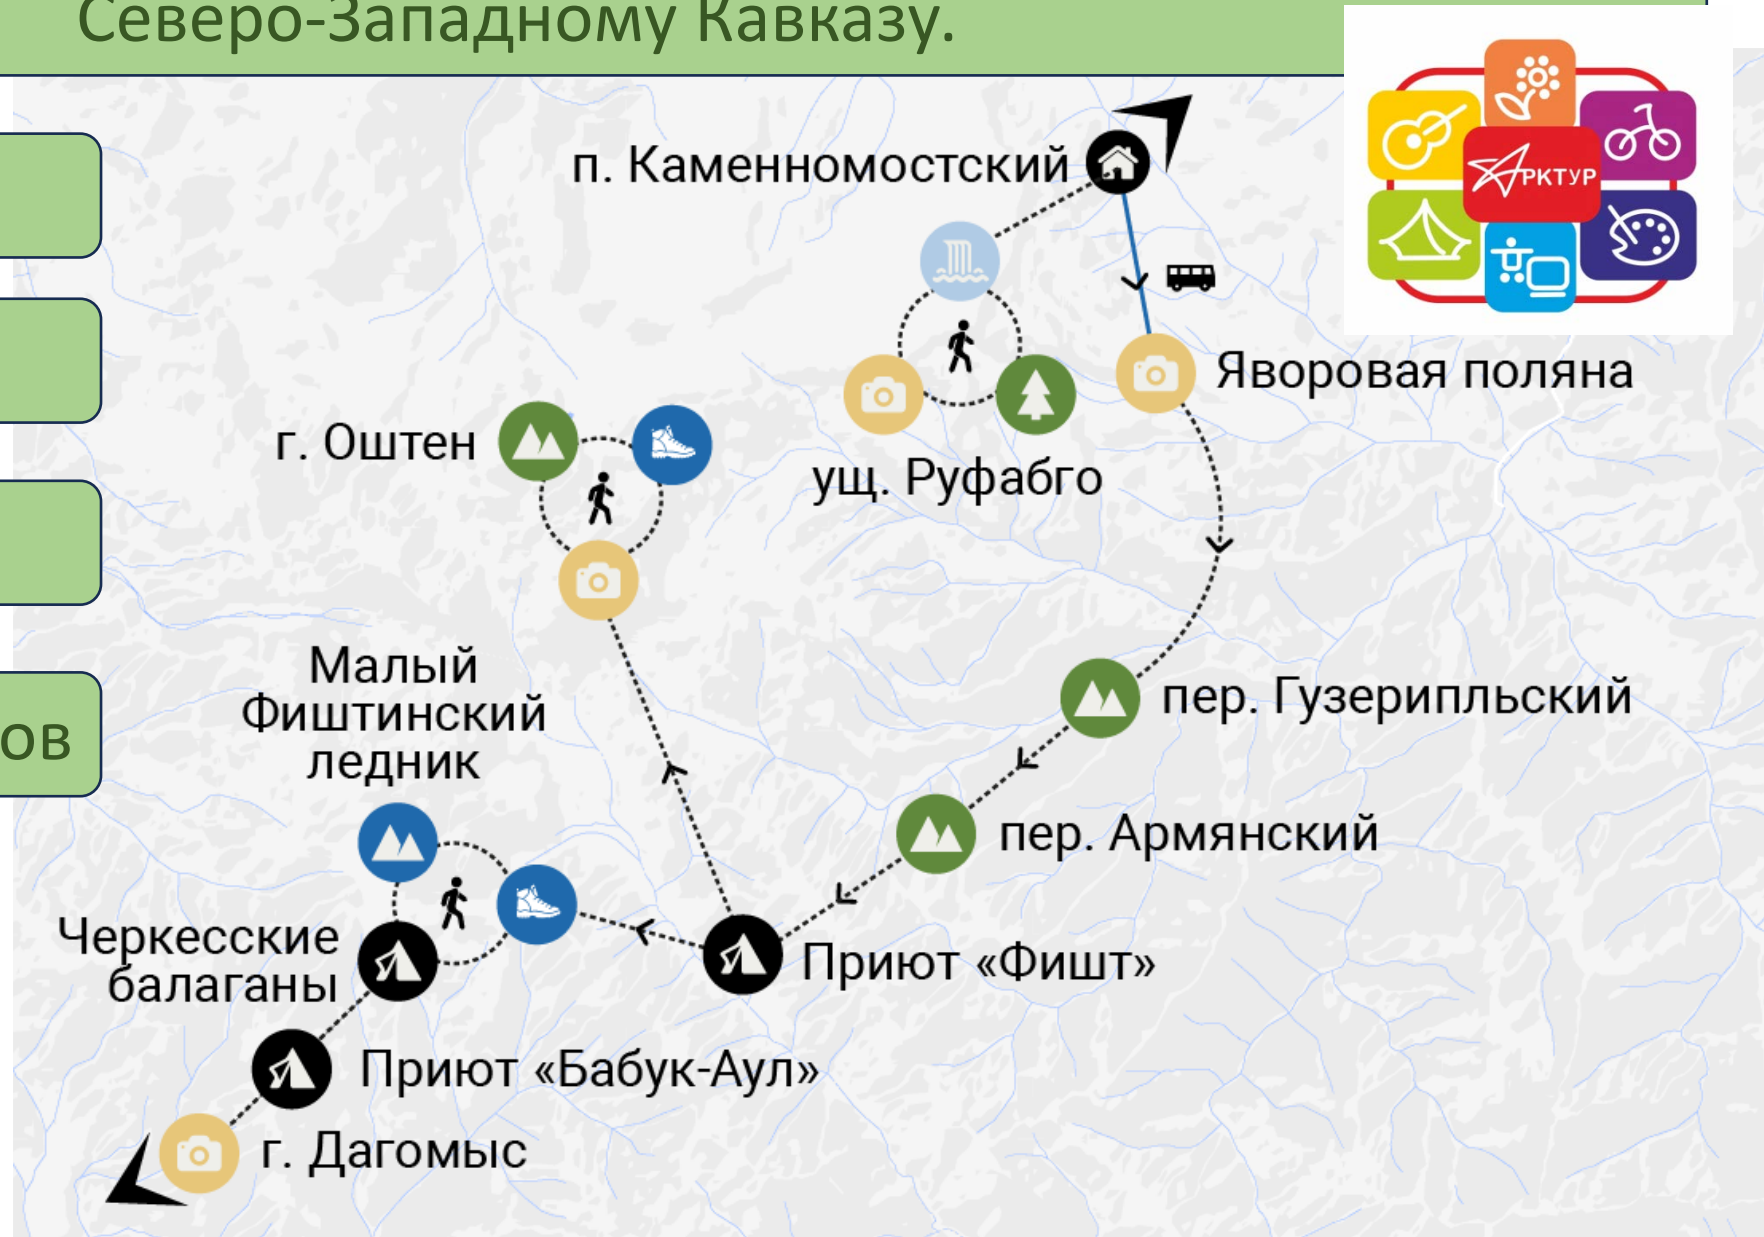 Северо-Западному Кавказу.
п. Каменномостский
АРКТУР
Яворовая поляна
г. Оштен
ущ. Руфабго
Малый
Фиштинский
ледник
пер. Гузерипльский
ов
пер. Армянский
Черкесские
балаганы
Приют «Фишт»
Приют «Бабук-Аул»
г. Дагомыс